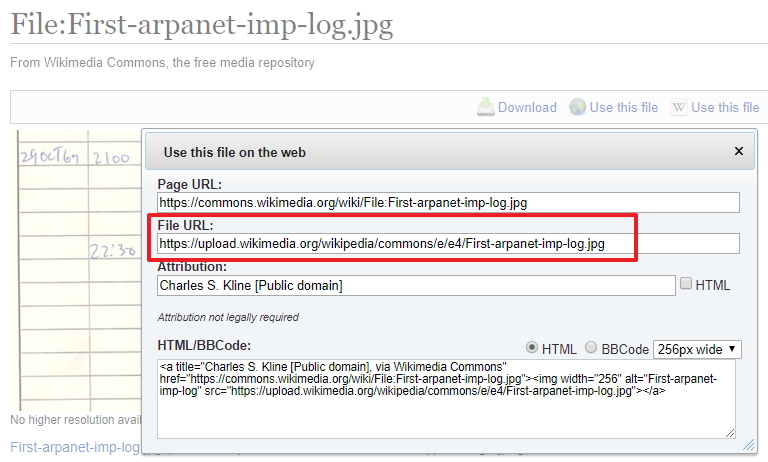 File:First-arpanet-imp-log.jpg
From Wikimedia Commons, the free media repository
Download Use this file W Use this file
29OCT69 2100
22:30
Use this file on the web ×
Page URL:
https://commons.wikimedia.org/wiki/File:First-arpanet-imp-log.jpg
File URL:
https://upload.wikimedia.org/wikipedia/commons/e/e4/First-arpanet-imp-log.jpg
Attribution:
Charles S. Kline [Public domain] HTML
Attribution not legally required
HTML/BBCode: HTML BBCode 256px wide
<a title="Charles S. Kline [Public domain], via Wikimedia Commons"
href="https://commons.wikimedia.org/wiki/File:First-arpanet-imp-log.jpg"><img width="256" alt="First-arpanet-
imp-log" src="https://upload.wikimedia.org/wikipedia/commons/e/e4/First-arpanet-imp-log.jpg"></a>
No higher resolution avail
First-arpanet-imp-log